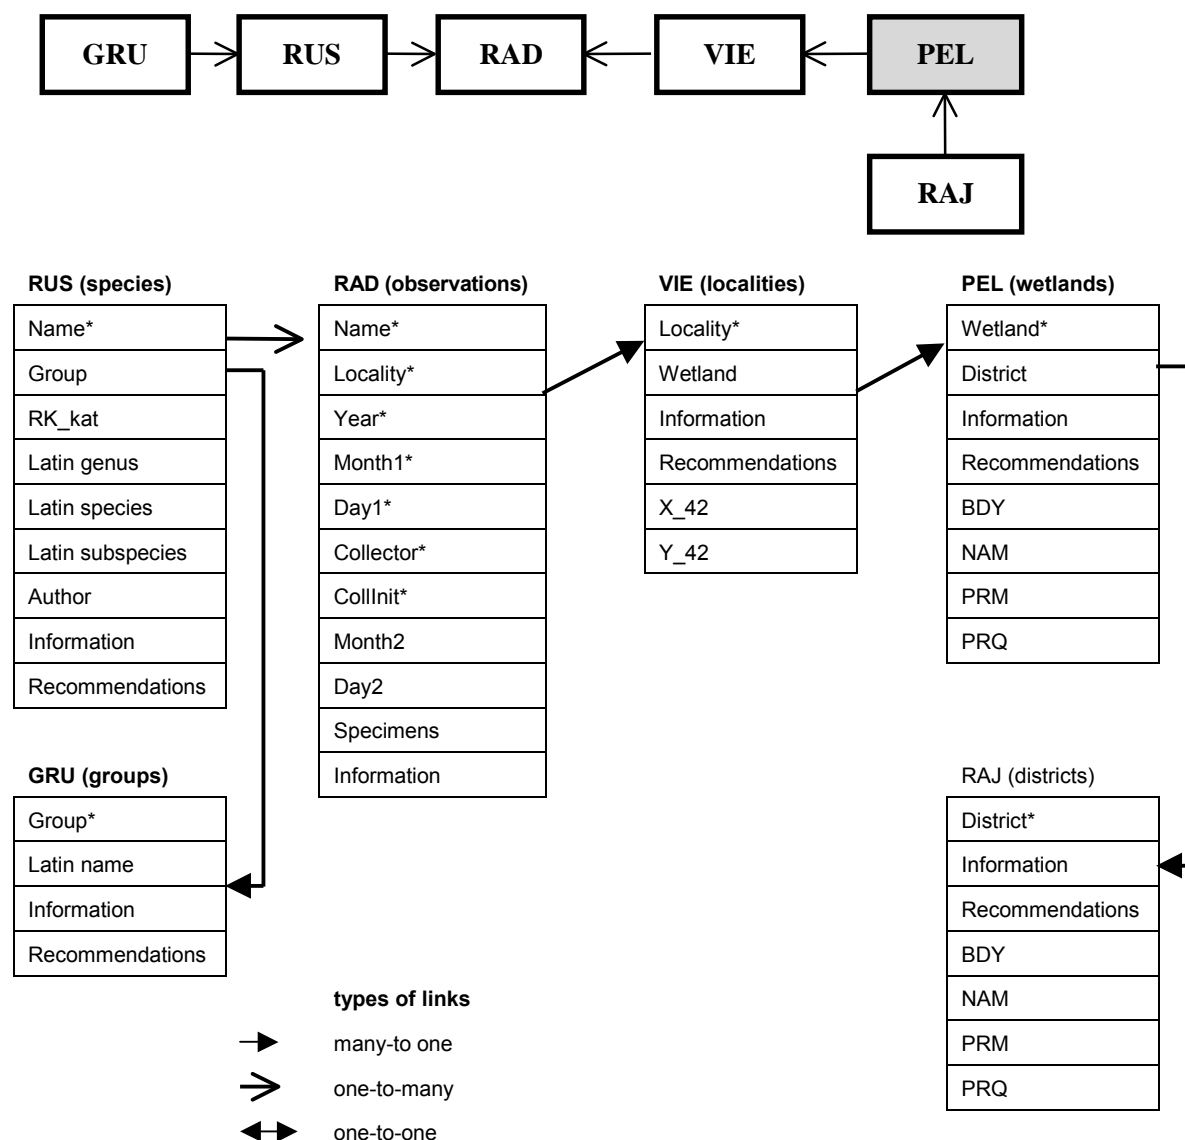 GRU RUS RAD VIE PEL
RAJ
RUS (species)
Name*
Group
RK_kat
Latin genus
Latin species
Latin subspecies
Author
Information
Recommendations
RAD (observations)
Name*
Locality*
Year*
Month1*
Day1*
Collector*
CollInit*
Month2
Day2
Specimens
Information
VIE (localities)
Locality*
Wetland
Information
Recommendations
X_42
Y_42
PEL (wetlands)
Wetland*
District
Information
Recommendations
BDY
NAM
PRM
PRQ
GRU (groups)
Group*
Latin name
Information
Recommendations
RAJ (districts)
District*
Information
Recommendations
BDY
NAM
PRM
PRQ
types of links
many-to one
one-to-many
one-to-one